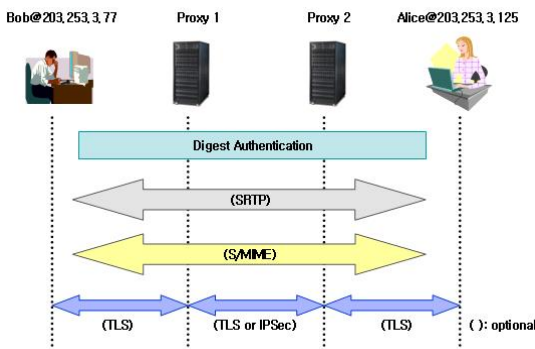 Bob@203,253,3,77
Proxy 1
Proxy 2
Alice@203,253,3,125
Digest Authentication
(SRTP)
(S/MIME)
(TLS)
(TLS or IPSec)
(TLS)
( ): optional